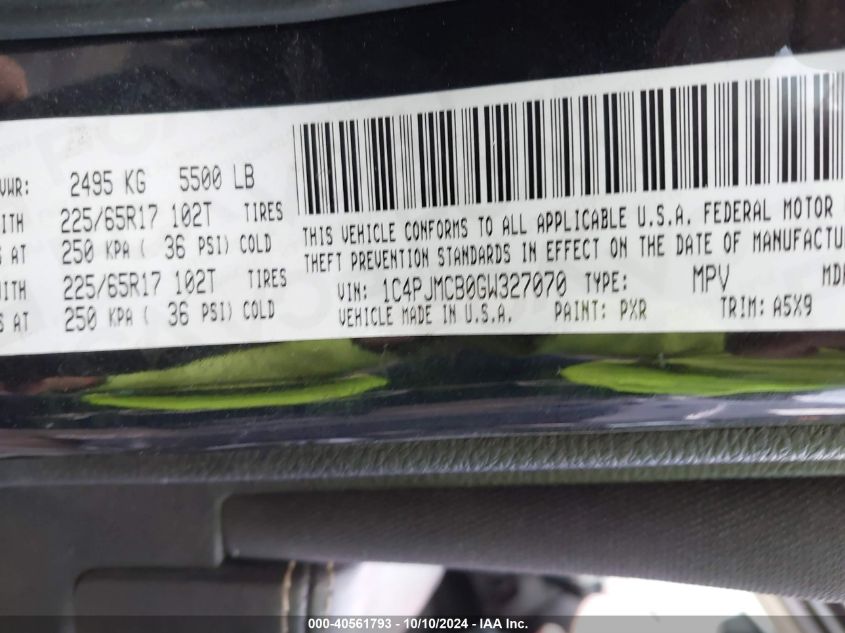 VWR: 2495 KG 5500 LB
ITH 225/65R17 102T TIRES
S AT 250 KPA ( 36 PSI) COLD
WITH 225/65R17 102T TIRES
S AT 250 KPA ( 36 PSI) COLD
THIS VEHICLE CONFORMS TO ALL APPLICABLE U.S.A. FEDERAL MOTOR
THEFT PREVENTION STANDARDS IN EFFECT ON THE DATE OF MANUFACTU
VIN: 1C4PJMCB0GW327070 TYPE: MPV MD
VEHICLE MADE IN U.S.A. PAINT: PXR TRIM: A5X9
000-40561793 - 10/10/2024 - IAA Inc.